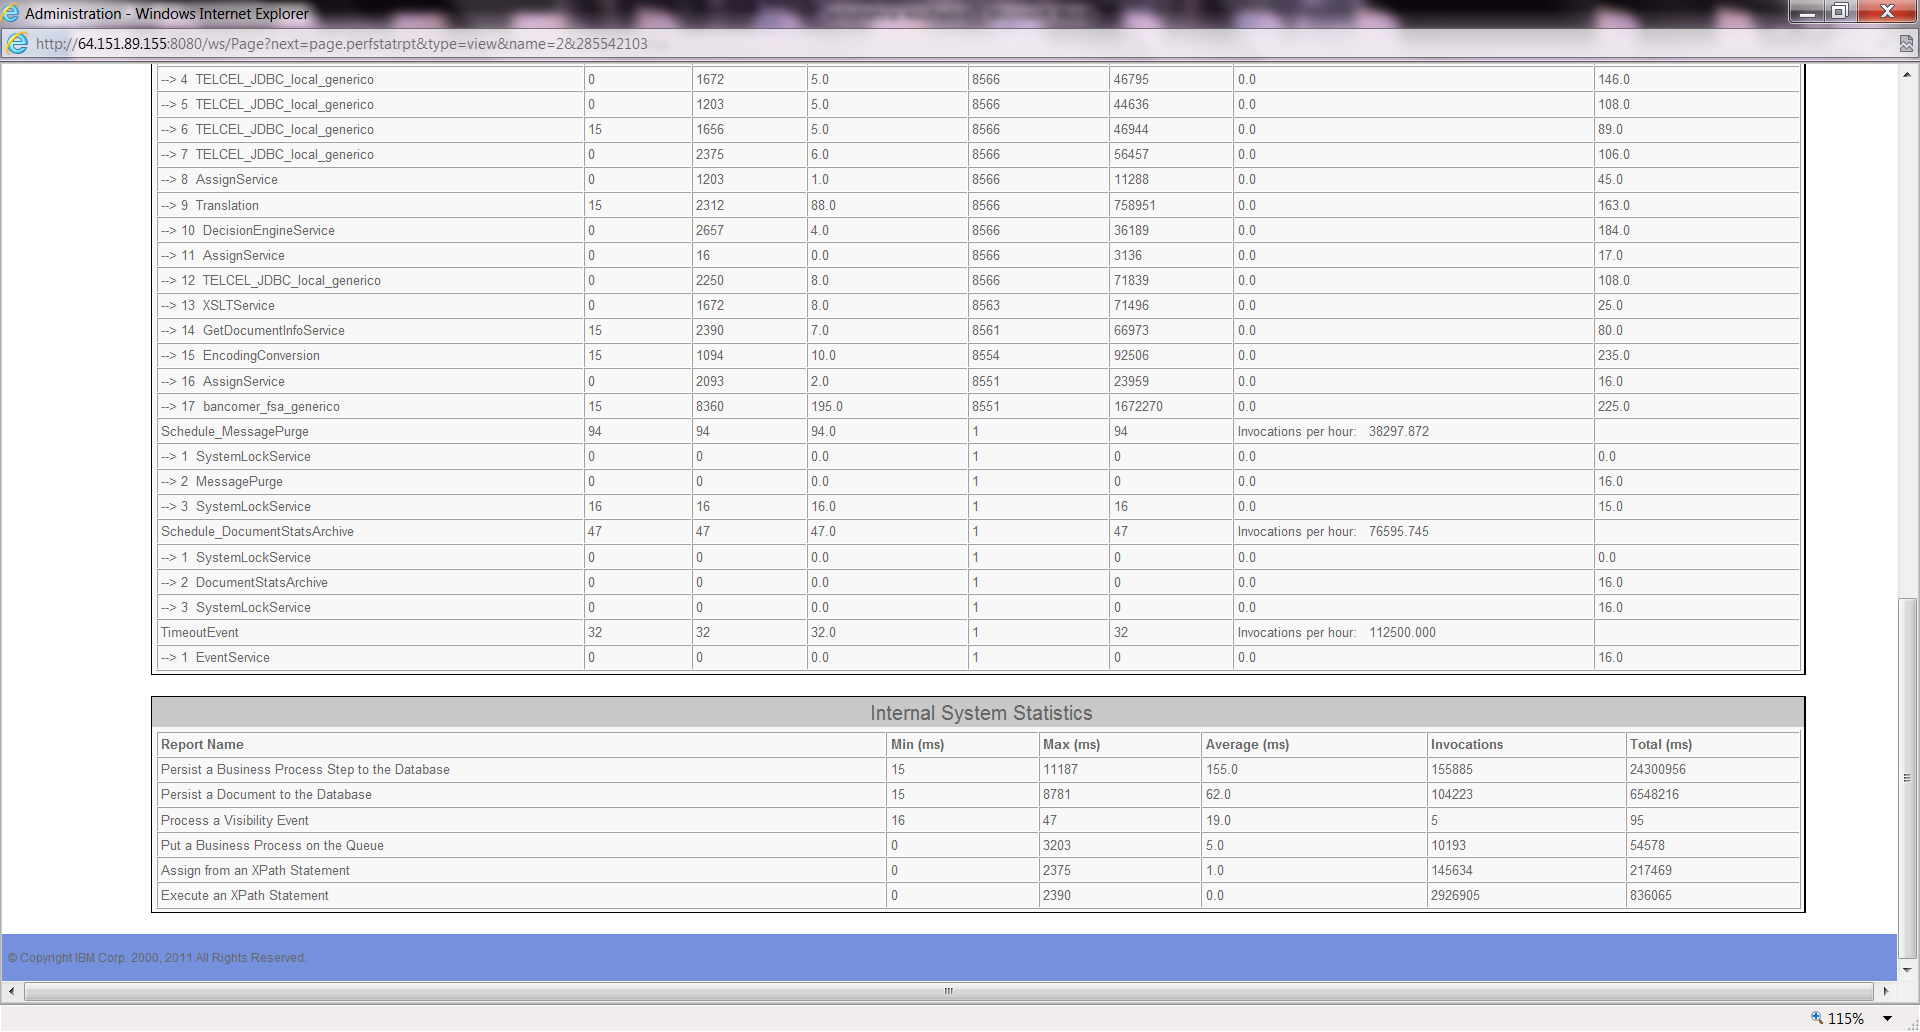 Administration - Windows Internet Explorer
http://64.151.89.155:8080/ws/Page?next=page.perfstatrpt&type=view&name=2&285542103
--> 4 TELCEL_JDBC_local_generico 0 1672 5.0 8566 46795 0.0 146.0
--> 5 TELCEL_JDBC_local_generico 0 1203 5.0 8566 44636 0.0 108.0
--> 6 TELCEL_JDBC_local_generico 15 1656 5.0 8566 46944 0.0 89.0
--> 7 TELCEL_JDBC_local_generico 0 2375 6.0 8566 56457 0.0 106.0
--> 8 AssignService 0 1203 1.0 8566 11288 0.0 45.0
--> 9 Translation 15 2312 88.0 8566 758951 0.0 163.0
--> 10 DecisionEngineService 0 2657 4.0 8566 36189 0.0 184.0
--> 11 AssignService 0 16 0.0 8566 3136 0.0 17.0
--> 12 TELCEL_JDBC_local_generico 0 2250 8.0 8566 71839 0.0 108.0
--> 13 XSLTService 0 1672 8.0 8563 71496 0.0 25.0
--> 14 GetDocumentInfoService 15 2390 7.0 8561 66973 0.0 80.0
--> 15 EncodingConversion 15 1094 10.0 8554 92506 0.0 235.0
--> 16 AssignService 0 2093 2.0 8551 23959 0.0 16.0
--> 17 bancomer_fsa_generico 15 8360 195.0 8551 1672270 0.0 225.0
Schedule_MessagePurge 94 94 94.0 1 94 Invocations per hour: 38297.872
--> 1 SystemLockService 0 0 0.0 1 0 0.0 0.0
--> 2 MessagePurge 0 0 0.0 1 0 0.0 16.0
--> 3 SystemLockService 16 16 16.0 1 16 0.0 15.0
Schedule_DocumentStatsArchive 47 47 47.0 1 47 Invocations per hour: 76595.745
--> 1 SystemLockService 0 0 0.0 1 0 0.0 0.0
--> 2 DocumentStatsArchive 0 0 0.0 1 0 0.0 16.0
--> 3 SystemLockService 0 0 0.0 1 0 0.0 16.0
TimeoutEvent 32 32 32.0 1 32 Invocations per hour: 112500.000
--> 1 EventService 0 0 0.0 1 0 0.0 16.0
Internal System Statistics
Report Name Min (ms) Max (ms) Average (ms) Invocations Total (ms)
Persist a Business Process Step to the Database 15 11187 155.0 155885 24300956
Persist a Document to the Database 15 8781 62.0 104223 6548216
Process a Visibility Event 16 47 19.0 5 95
Put a Business Process on the Queue 0 3203 5.0 10193 54578
Assign from an XPath Statement 0 2375 1.0 145634 217469
Execute an XPath Statement 0 2390 0.0 2926905 836065
© Copyright IBM Corp. 2000, 2011 All Rights Reserved.
115%